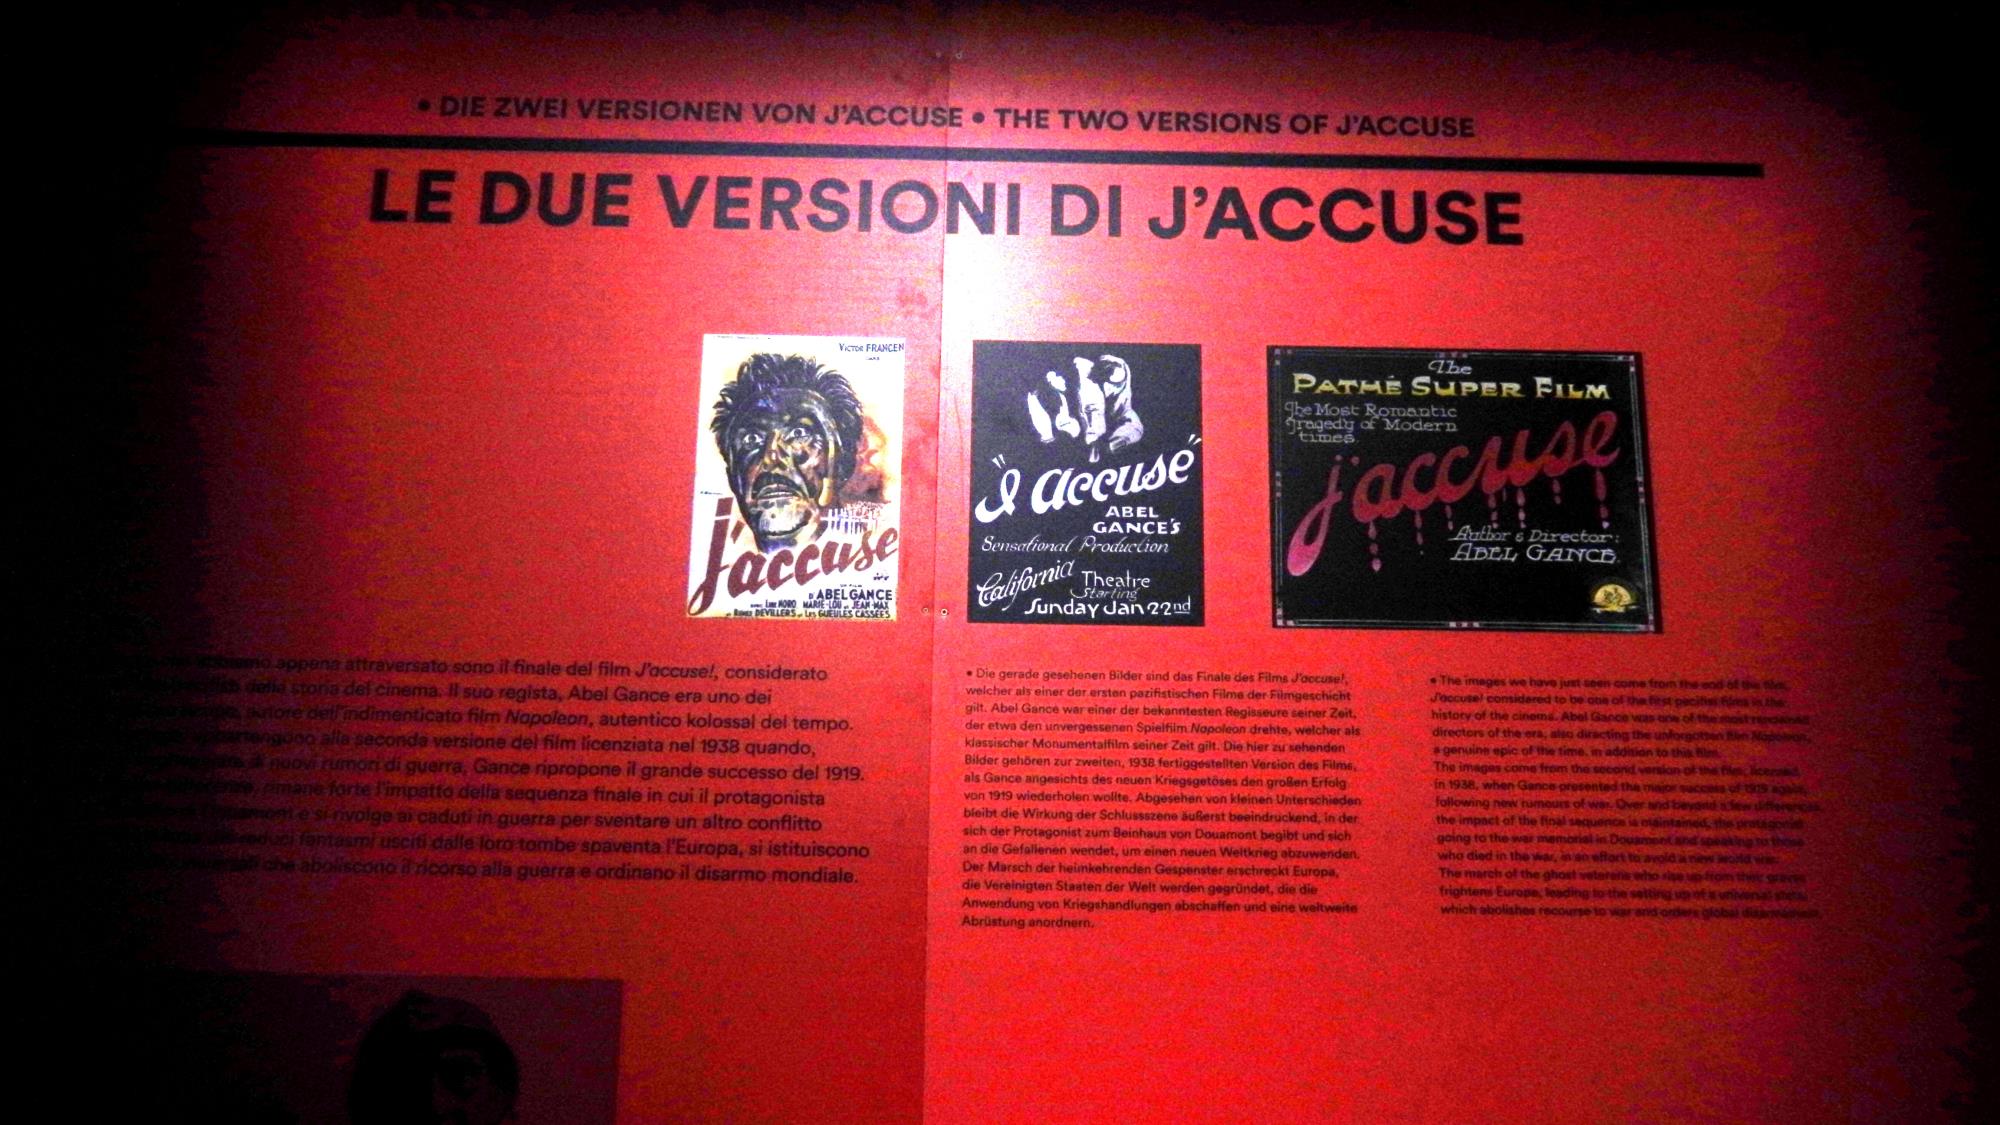 • DIE ZWEI VERSIONEN VON J'ACCUSE • THE TWO VERSIONS OF J'ACCUSE
LE DUE VERSIONI DI J'ACCUSE
VICTOR FRANCEN
j'accuse
D'ABEL GANCE
LINE NORO MARIE-LOU JEAN-MAX
RENÉE DEVILLERS et LES GUEULES CASSÉES
"I accuse"
ABEL
GANCE'S
Sensational Production
California Theatre
Starting
Sunday Jan 22nd
The
PATHÉ SUPER FILM
The Most Romantic
Tragedy of Modern
times
j'accuse
Author & Director:
ABEL GANCE
appena attraversato sono il finale del film J'accuse!, considerato
della storia del cinema. Il suo regista, Abel Gance era uno dei
autore dell'indimenticato film Napoleon, autentico kolossal del tempo.
appartengono alla seconda versione del film licenziata nel 1938 quando,
di nuovi rumori di guerra, Gance ripropone il grande successo del 1919.
rimane forte l'impatto della sequenza finale in cui il protagonista
e si rivolge ai caduti in guerra per sventare un altro conflitto
fantasmi usciti dalle loro tombe spaventa l'Europa, si istituiscono
che aboliscono il ricorso alla guerra e ordinano il disarmo mondiale.
• Die gerade gesehenen Bilder sind das Finale des Films J'accuse!,
welcher als einer der ersten pazifistischen Filme der Filmgeschicht
gilt. Abel Gance war einer der bekanntesten Regisseure seiner Zeit,
der etwa den unvergessenen Spielfilm Napoleon drehte, welcher als
klassischer Monumentalfilm seiner Zeit gilt. Die hier zu sehenden
Bilder gehören zur zweiten, 1938 fertiggestellten Version des Films,
als Gance angesichts des neuen Kriegsgetöses den großen Erfolg
von 1919 wiederholen wollte. Abgesehen von kleinen Unterschieden
bleibt die Wirkung der Schlussszene äußerst beeindruckend, in der
sich der Protagonist zum Beinhaus von Douamont begibt und sich
an die Gefallenen wendet, um einen neuen Weltkrieg abzuwenden.
Der Marsch der heimkehrenden Gespenster erschreckt Europa,
die Vereinigten Staaten der Welt werden gegründet, die die
Anwendung von Kriegshandlungen abschaffen und eine weltweite
Abrüstung anordnern.
• The images we have just seen come from the end of the film
J'accuse! considered to be one of the first pacifist films in the
history of the cinema. Abel Gance was one of the most renowned
directors of the era, also directing the unforgotten film Napoleon,
a genuine epic of the time, in addition to this film.
The images come from the second version of the film, licensed
in 1938, when Gance presented the major success of 1919 again,
following new rumours of war. Over and beyond a few differences
the impact of the final sequence is maintained, the protagonist
going to the war memorial in Douamont and speaking to those
who died in the war, in an effort to avoid a new world war.
The march of the ghost veterans who rise up from their graves
frightens Europe, leading to the setting up of a universal state,
which abolishes recourse to war and orders global disarmament.